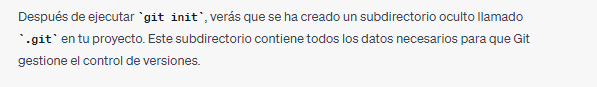 Después de ejecutar `git init`, verás que se ha creado un subdirectorio oculto llamado
`.git` en tu proyecto. Este subdirectorio contiene todos los datos necesarios para que Git
gestione el control de versiones.